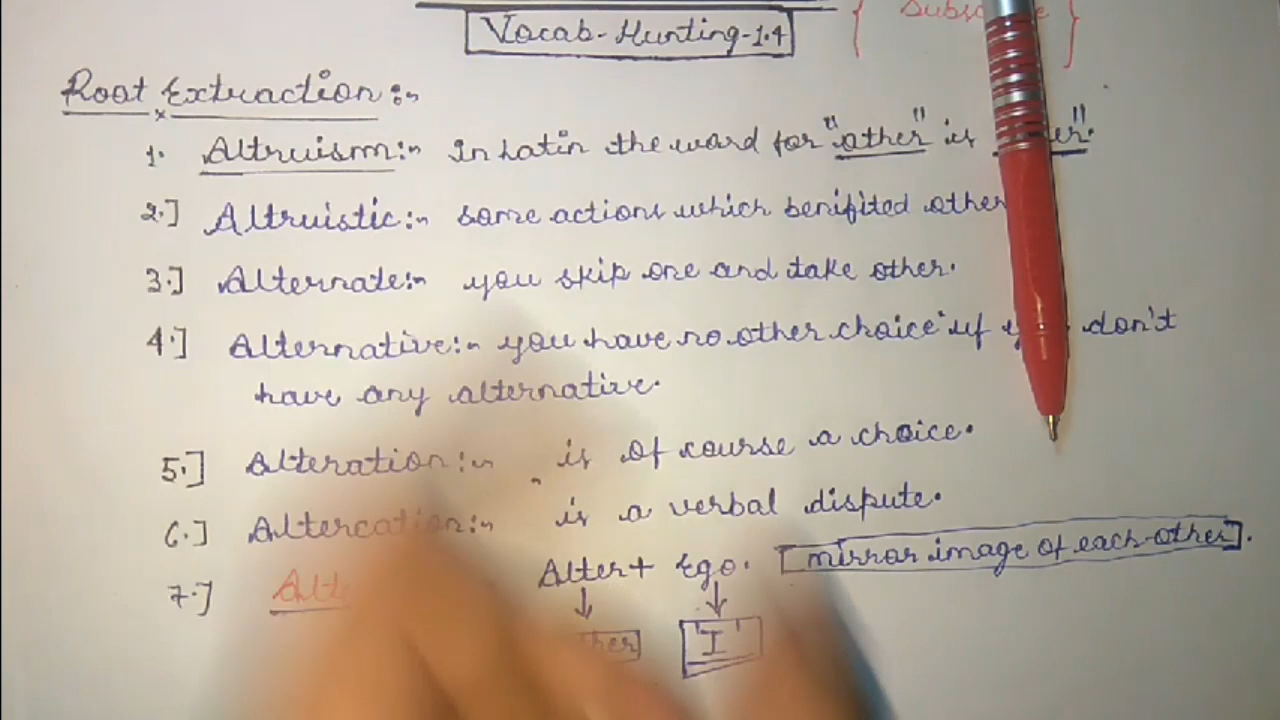 Vocab-Hunting-1.4
Root Extraction:-
1. Altruism:- In Latin the word for "other" is
2.] Altruistic:- some actions which benifited other
3.] Alternate:- you skip one and take other.
4.] Alternative:- you have no other choice if don't
have any alternative.
5.] Alteration:- is of course a choice.
6.] Altercation:- is a verbal dispute.
7.] Alter + Ego. [mirror image of each-other].
'I'